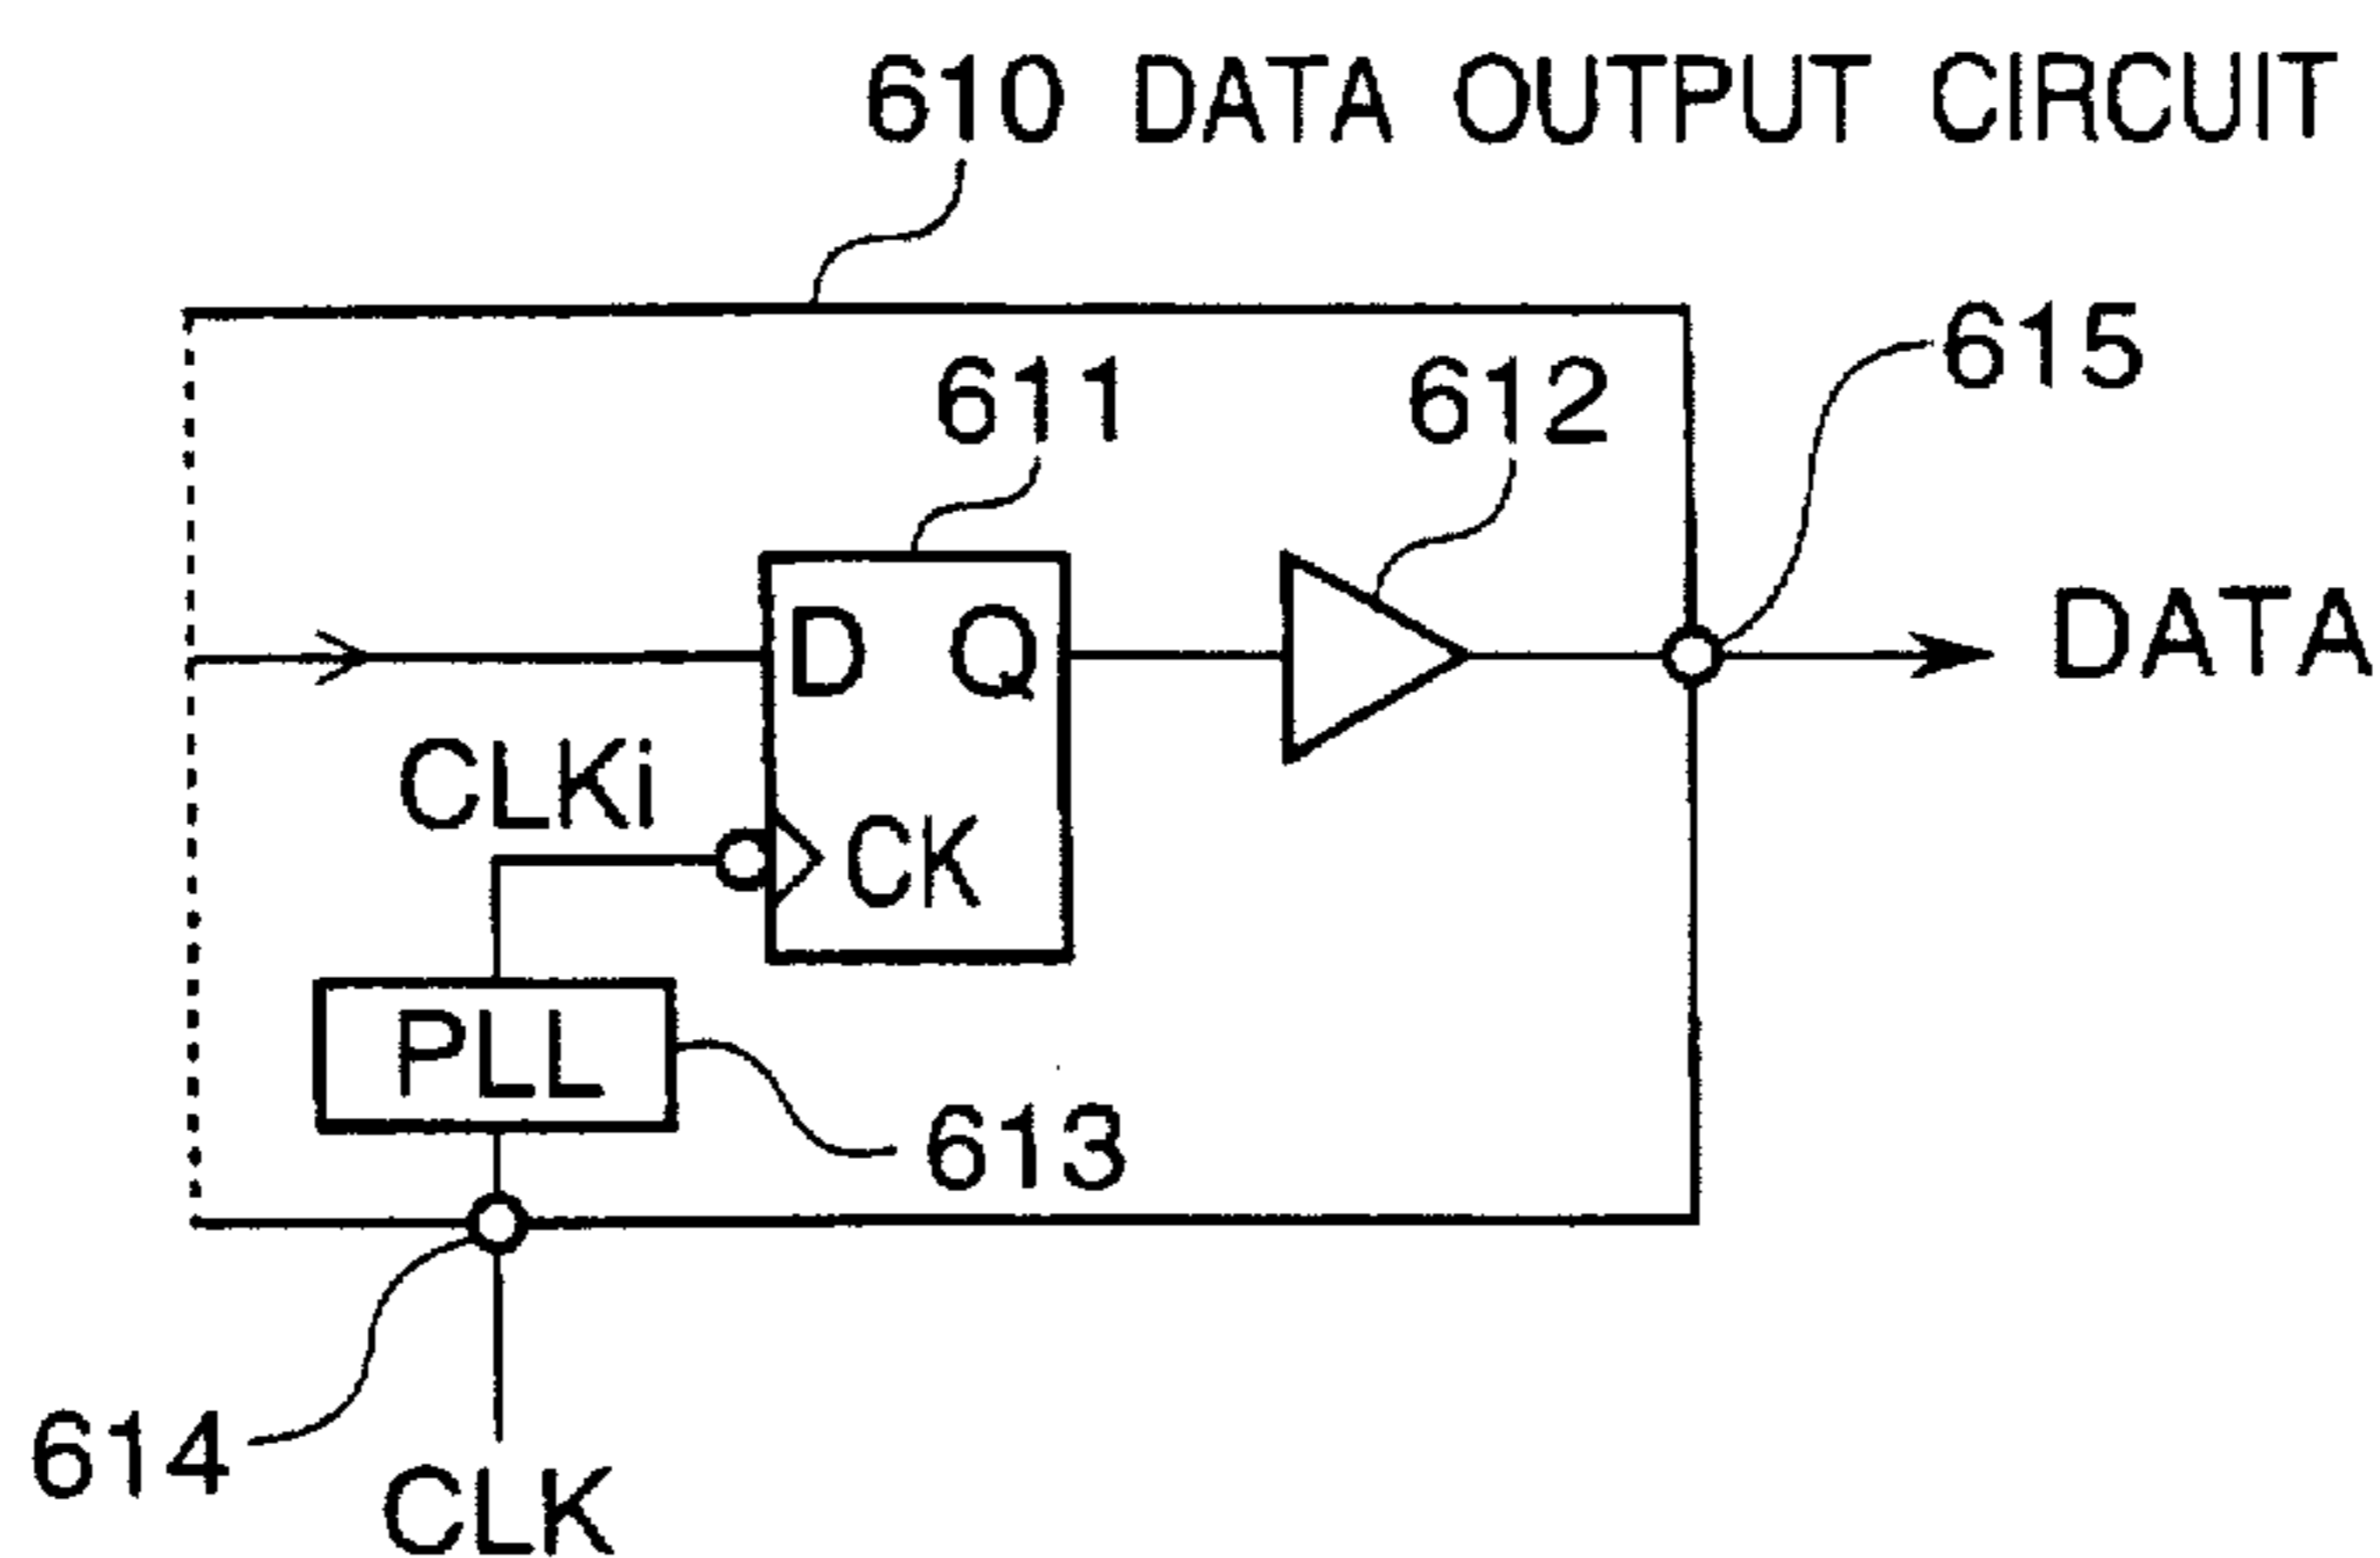 610 DATA OUTPUT CIRCUIT
611
612
615
D
Q
DATA
CLKi
CK
PLL
613
614
CLK